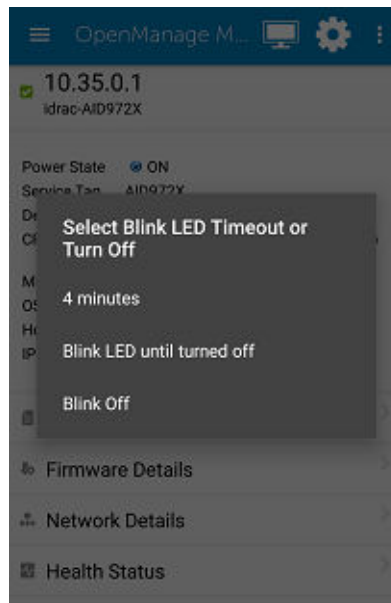 OpenManage M...
10.35.0.1
idrac-AID972X
Power State ON
Service Tag AID972X
Select Blink LED Timeout or
Turn Off
4 minutes
Blink LED until turned off
Blink Off
Firmware Details
Network Details
Health Status